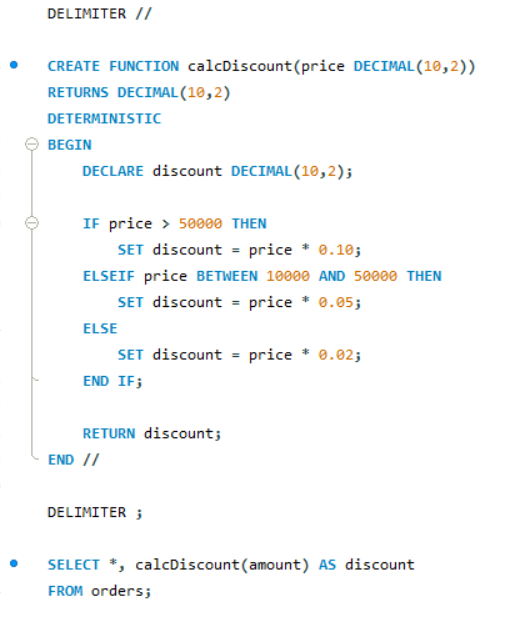 DELIMITER //
CREATE FUNCTION calcDiscount(price DECIMAL(10,2))
RETURNS DECIMAL(10,2)
DETERMINISTIC
BEGIN
DECLARE discount DECIMAL(10,2);
IF price > 50000 THEN
SET discount = price * 0.10;
ELSEIF price BETWEEN 10000 AND 50000 THEN
SET discount = price * 0.05;
ELSE
SET discount = price * 0.02;
END IF;
RETURN discount;
END //
DELIMITER ;
SELECT *, calcDiscount(amount) AS discount
FROM orders;